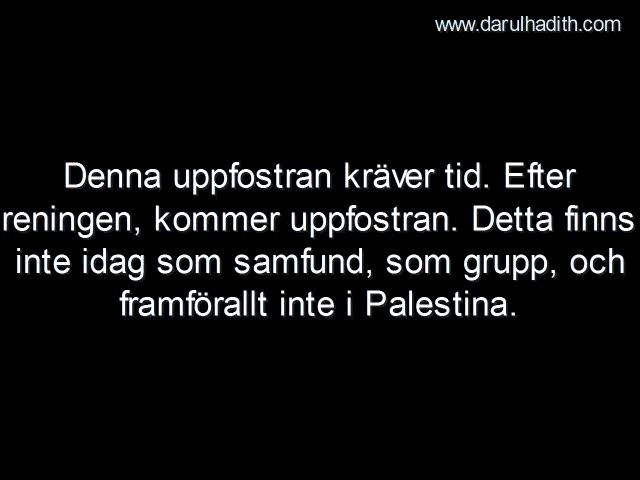 www.darulhadith.com
Denna uppfostran kräver tid. Efter
reningen, kommer uppfostran. Detta finns
inte idag som samfund, som grupp, och
framförallt inte i Palestina.